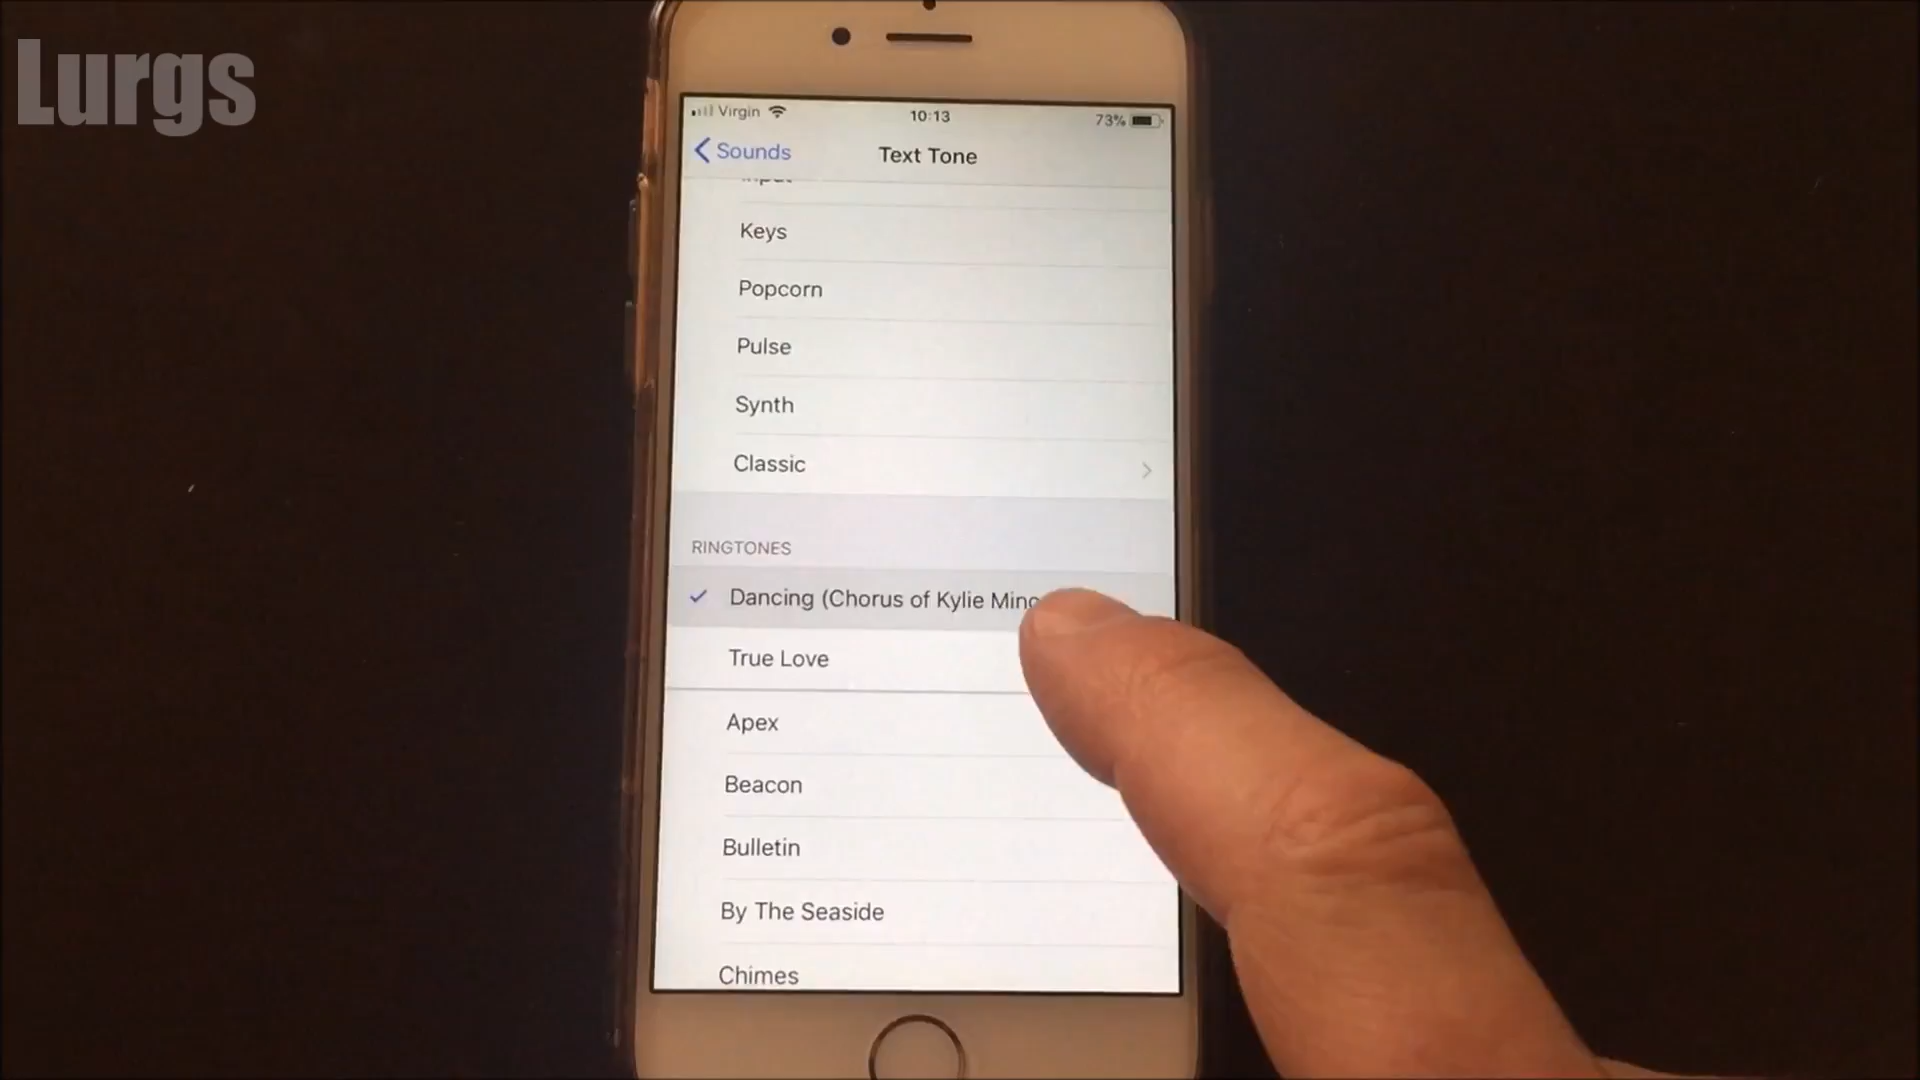 Lurgs
Virgin 10:13 73%
Sounds Text Tone
Keys
Popcorn
Pulse
Synth
Classic
RINGTONES
Dancing (Chorus of Kylie Mino
True Love
Apex
Beacon
Bulletin
By The Seaside
Chimes